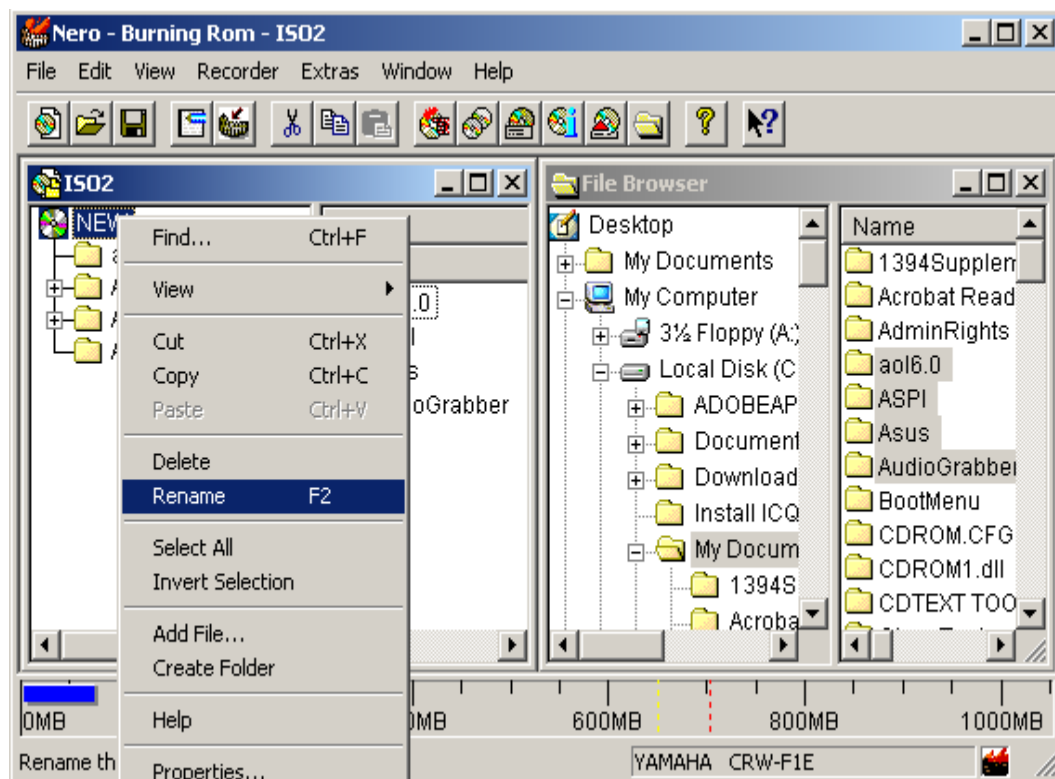 Nero - Burning Rom - ISO2
File Edit View Recorder Extras Window Help
ISO2
File Browser
NEW
Find... Ctrl+F
View
Cut Ctrl+X
Copy Ctrl+C
Paste Ctrl+V
Delete
Rename F2
Select All
Invert Selection
Add File...
Create Folder
Help
Properties...
.0
oGrabber
Desktop
My Documents
My Computer
3½ Floppy (A:)
Local Disk (C
ADOBEAP
Document
Download
Install ICQ
My Docum
1394S
Acroba
Name
1394Supplem
Acrobat Read
AdminRights
aol6.0
ASPI
Asus
AudioGrabber
BootMenu
CDROM.CFG
CDROM1.dll
CDTEXT TOO
0MB 0MB 600MB 800MB 1000MB
Rename th
YAMAHA CRW-F1E